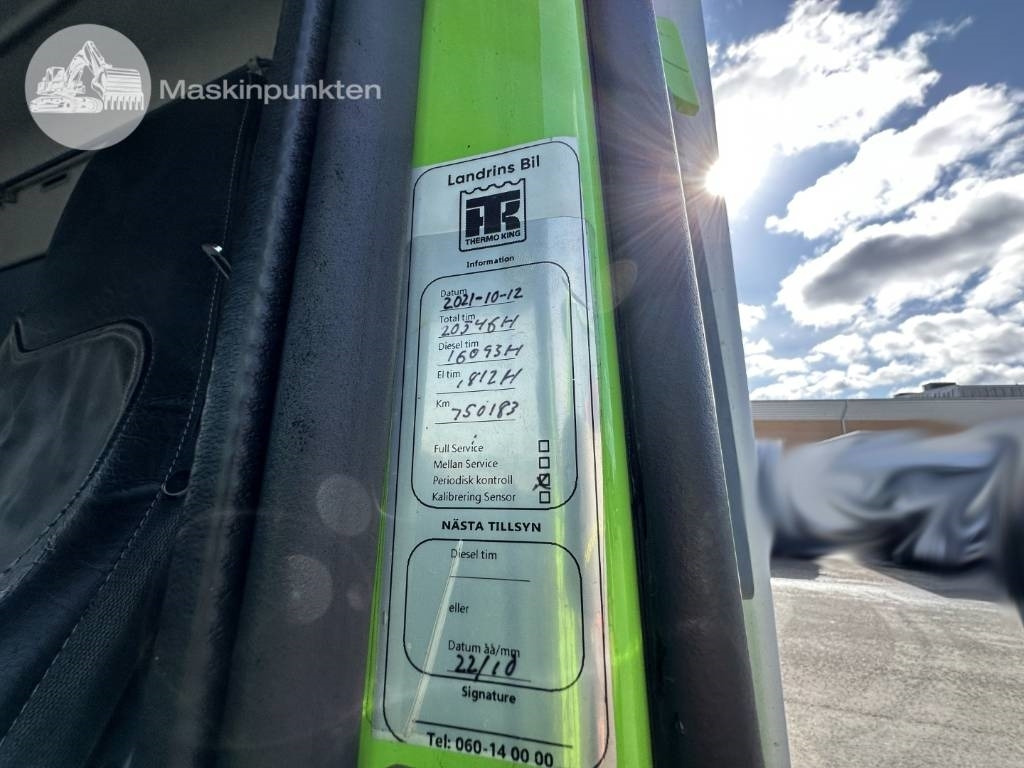 Maskinpunkten
Landrins Bil
TK
THERMO KING
Information
Datum
2021-10-12
Total tim
20346H
Diesel tim
16093H
El tim
1812H
Km
750183
Full Service
Mellan Service
Periodisk kontroll
Kalibrering Sensor
NÄSTA TILLSYN
Diesel tim
eller
Datum åå/mm
22/10
Signature
Tel: 060-14 00 00